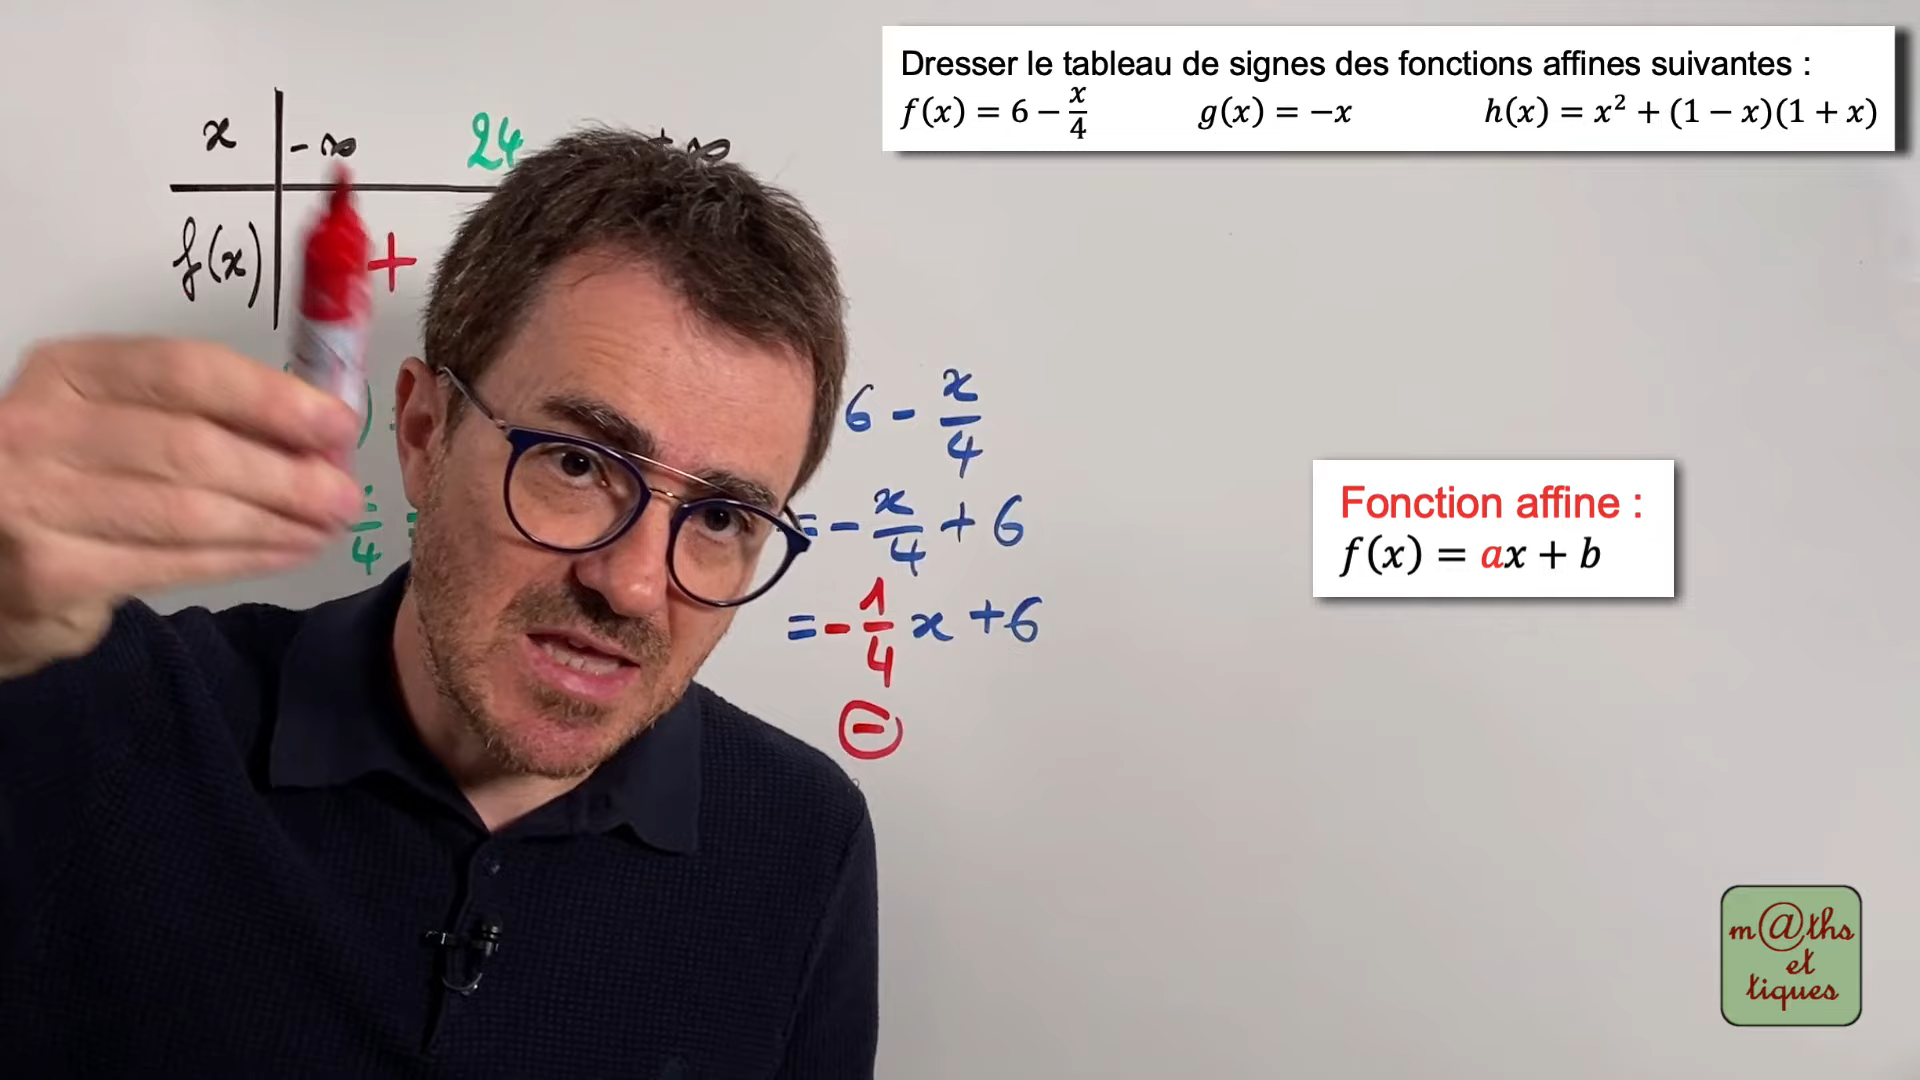 Dresser le tableau de signes des fonctions affines suivantes :
f(x) = 6 − x/4 g(x) = −x h(x) = x² + (1 − x)(1 + x)
x −∞ 24 +∞
f(x) +
6 − x/4
= − x/4 + 6
= − 1/4 x + 6
−
4
Fonction affine :
f(x) = ax + b
m@ths
et
tiques